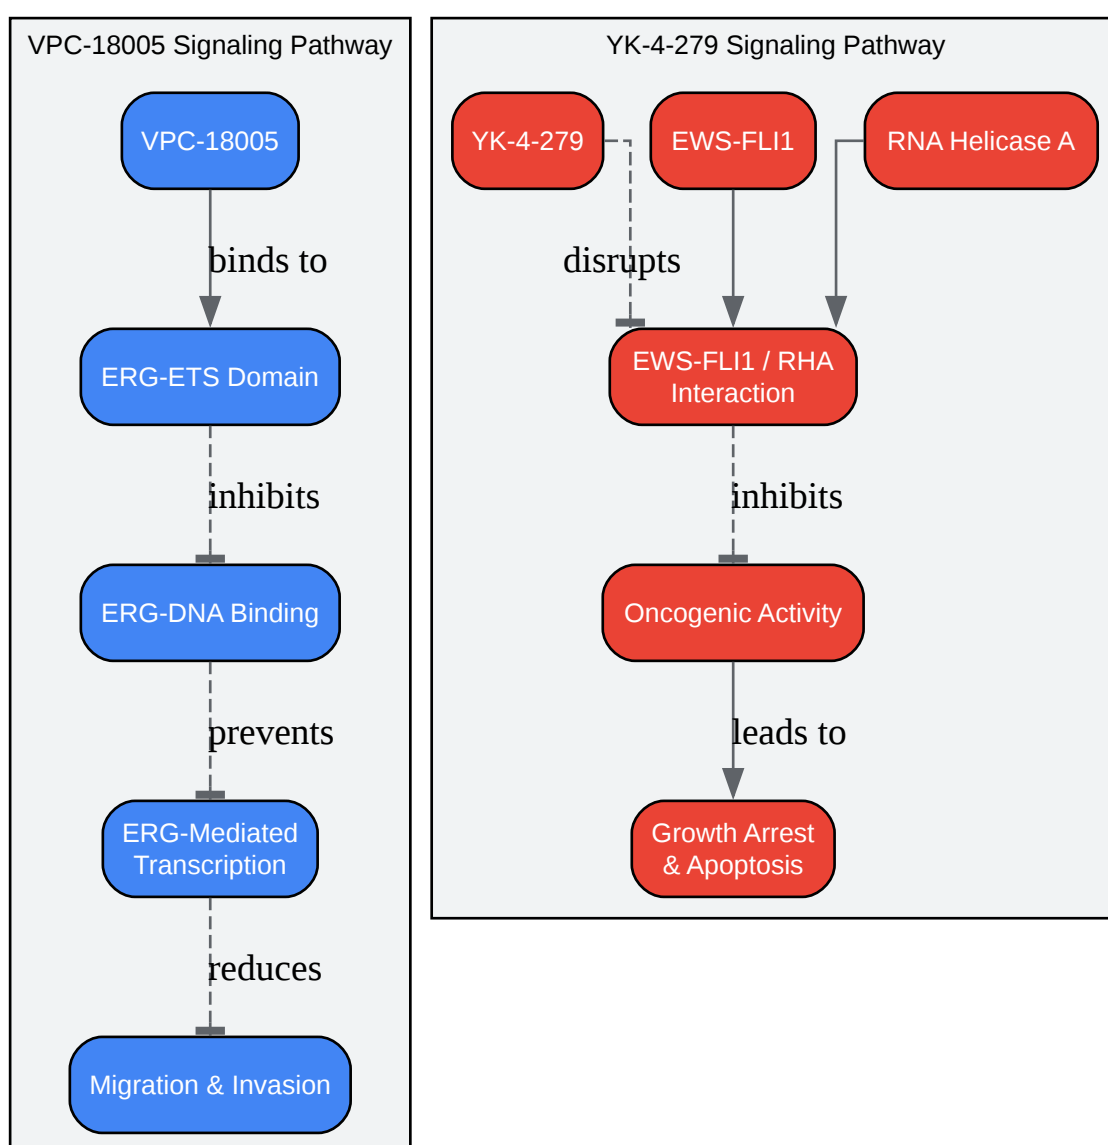 VPC-18005 Signaling Pathway
VPC-18005
binds to
ERG-ETS Domain
inhibits
ERG-DNA Binding
prevents
ERG-Mediated
Transcription
reduces
Migration & Invasion
YK-4-279 Signaling Pathway
YK-4-279
EWS-FLI1
RNA Helicase A
disrupts
EWS-FLI1 / RHA
Interaction
inhibits
Oncogenic Activity
leads to
Growth Arrest
& Apoptosis